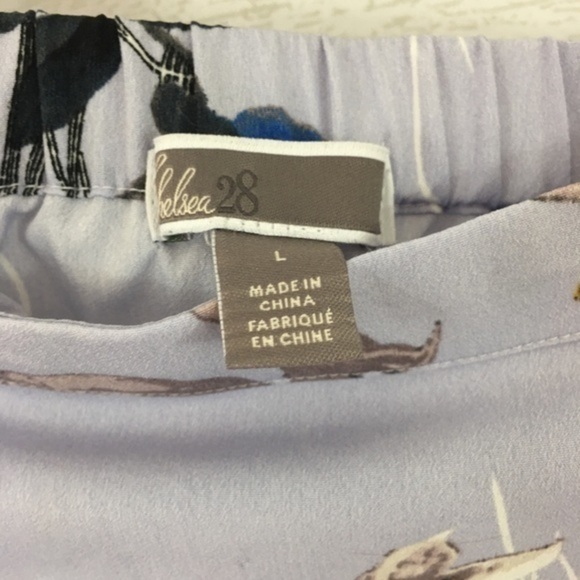 Chelsea28
L
MADE IN
CHINA
FABRIQUÉ
EN CHINE